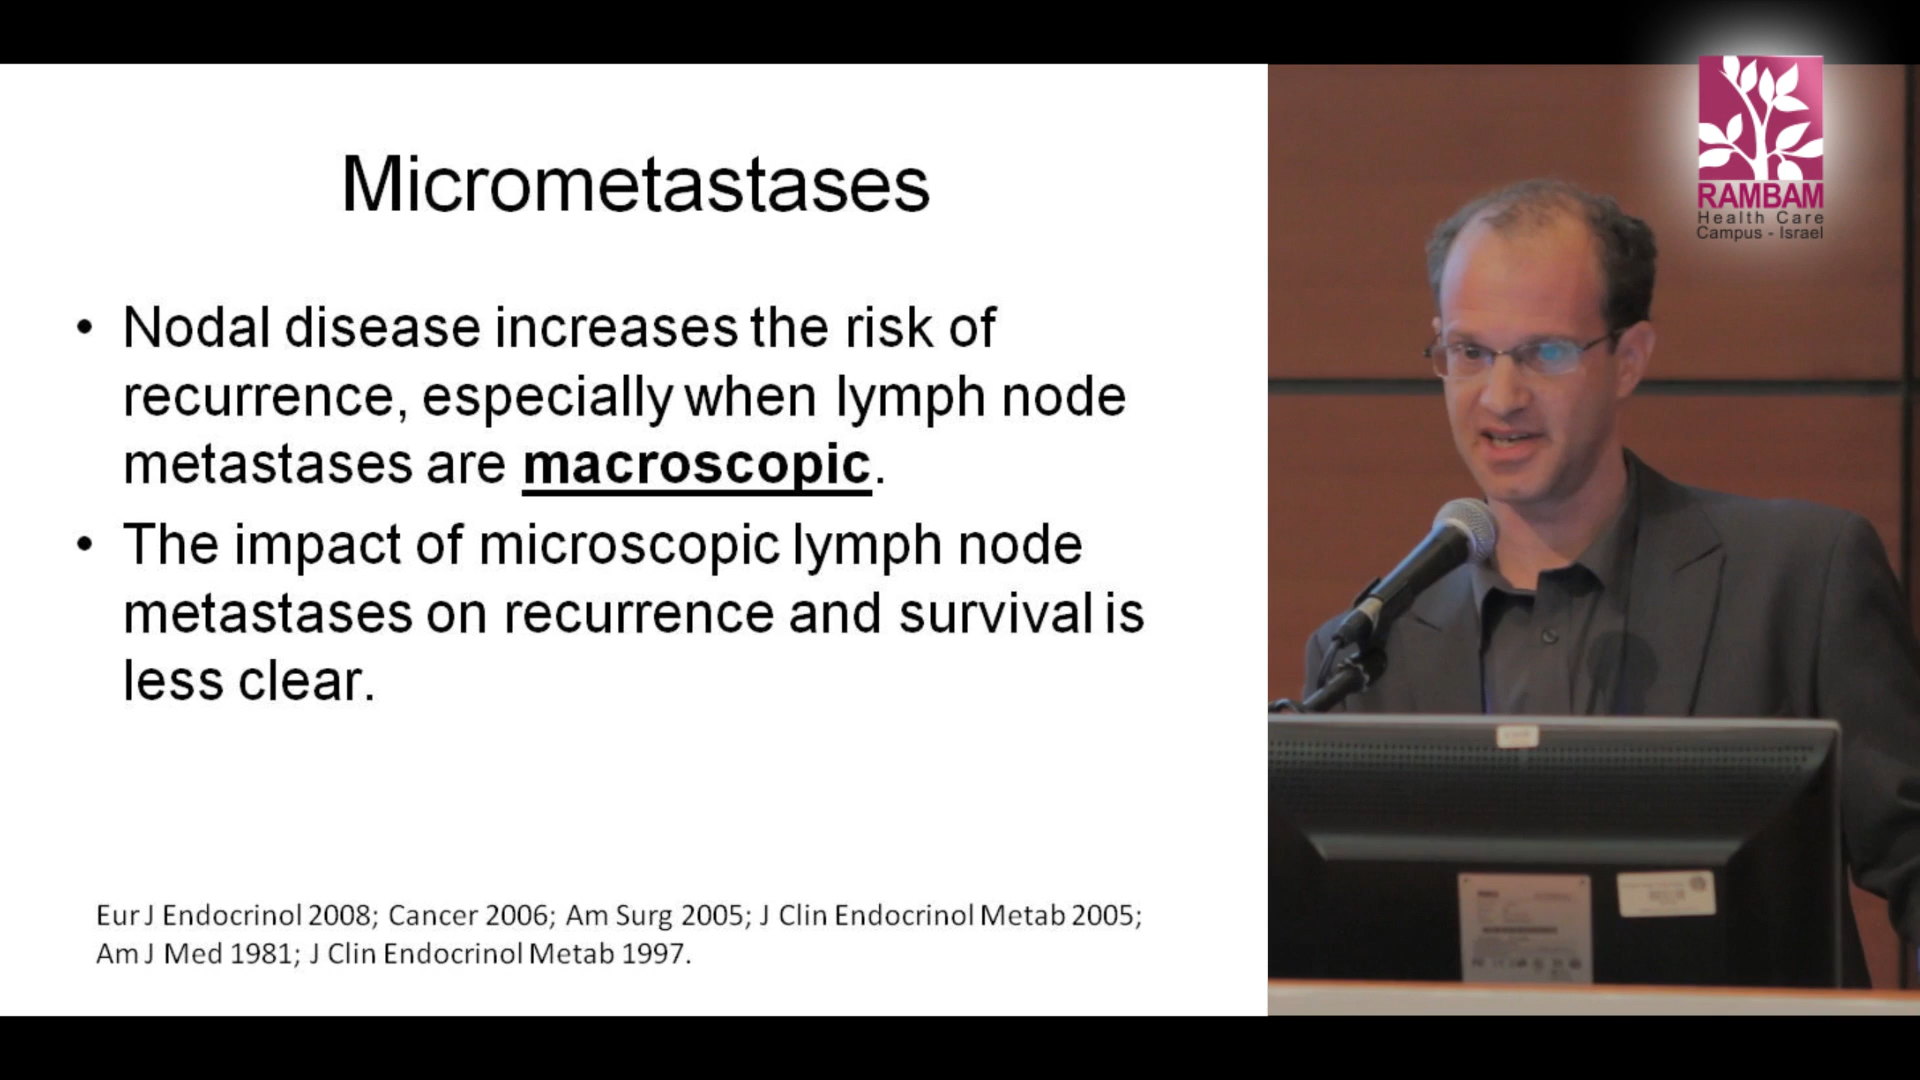 Micrometastases
• Nodal disease increases the risk of
recurrence, especially when lymph node
metastases are macroscopic.
• The impact of microscopic lymph node
metastases on recurrence and survival is
less clear.
Eur J Endocrinol 2008; Cancer 2006; Am Surg 2005; J Clin Endocrinol Metab 2005;
Am J Med 1981; J Clin Endocrinol Metab 1997.
RAMBAM
Health Care
Campus - Israel